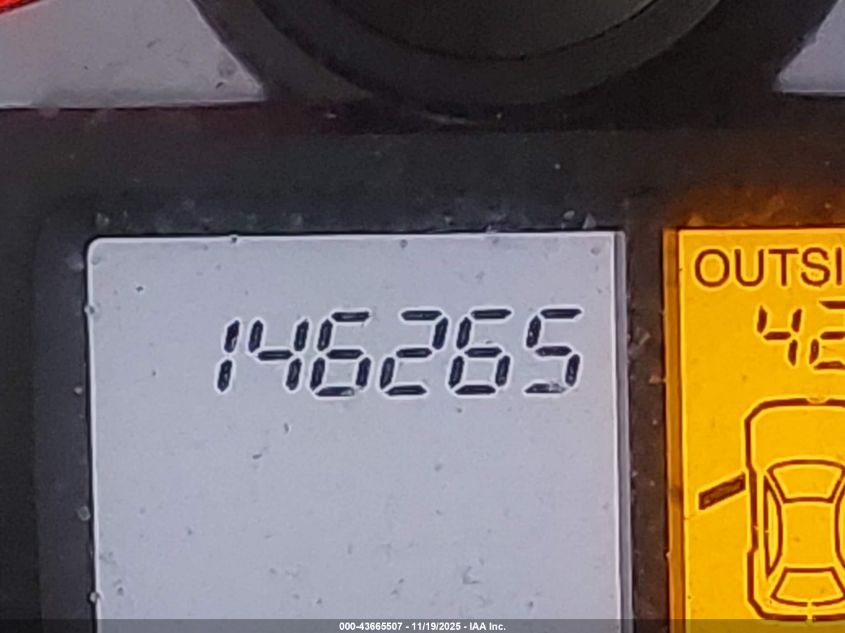 146265
OUTSI
42
000-43665507 - 11/19/2025 - IAA Inc.